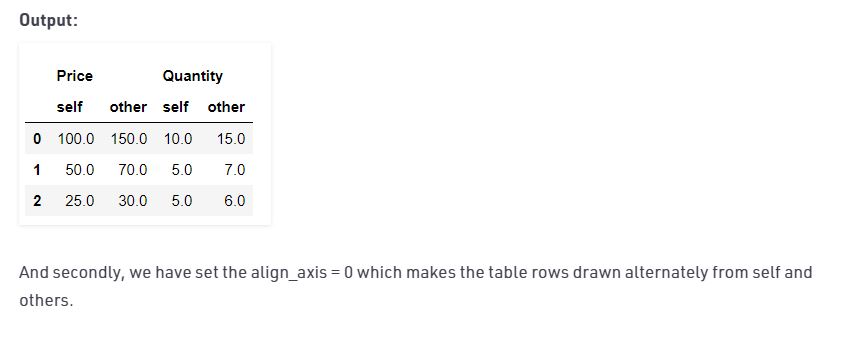 Output:
Price Quantity
self other self other
0 100.0 150.0 10.0 15.0
1 50.0 70.0 5.0 7.0
2 25.0 30.0 5.0 6.0
And secondly, we have set the align_axis = 0 which makes the table rows drawn alternately from self and
others.